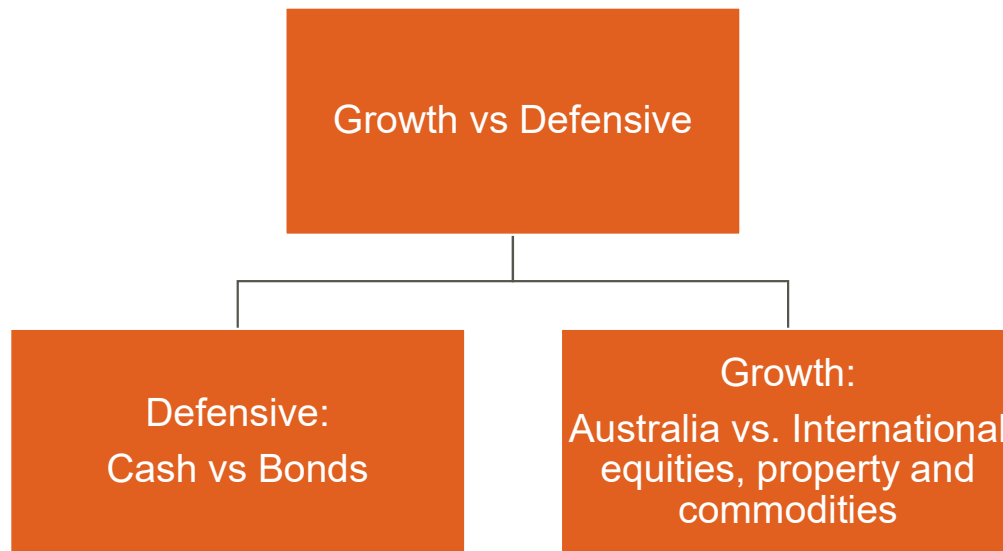 Growth vs Defensive
Defensive:
Cash vs Bonds
Growth:
Australia vs. International
equities, property and
commodities